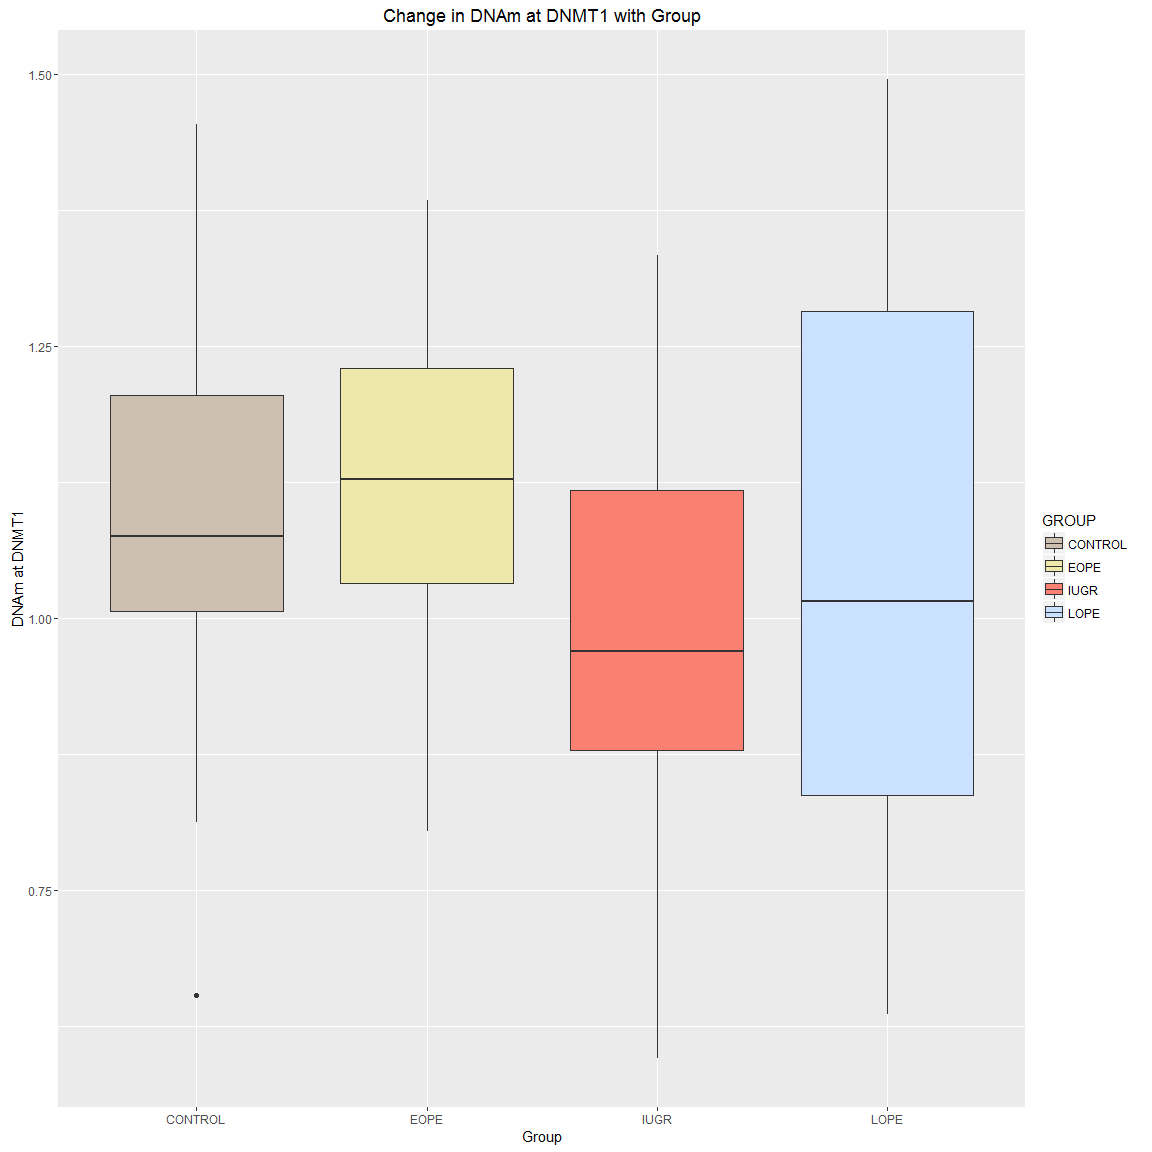 Change in DNAm at DNMT1 with Group
DNAm at DNMT1
1.50
1.25
1.00
0.75
CONTROL
EOPE
IUGR
LOPE
Group
GROUP
CONTROL
EOPE
IUGR
LOPE